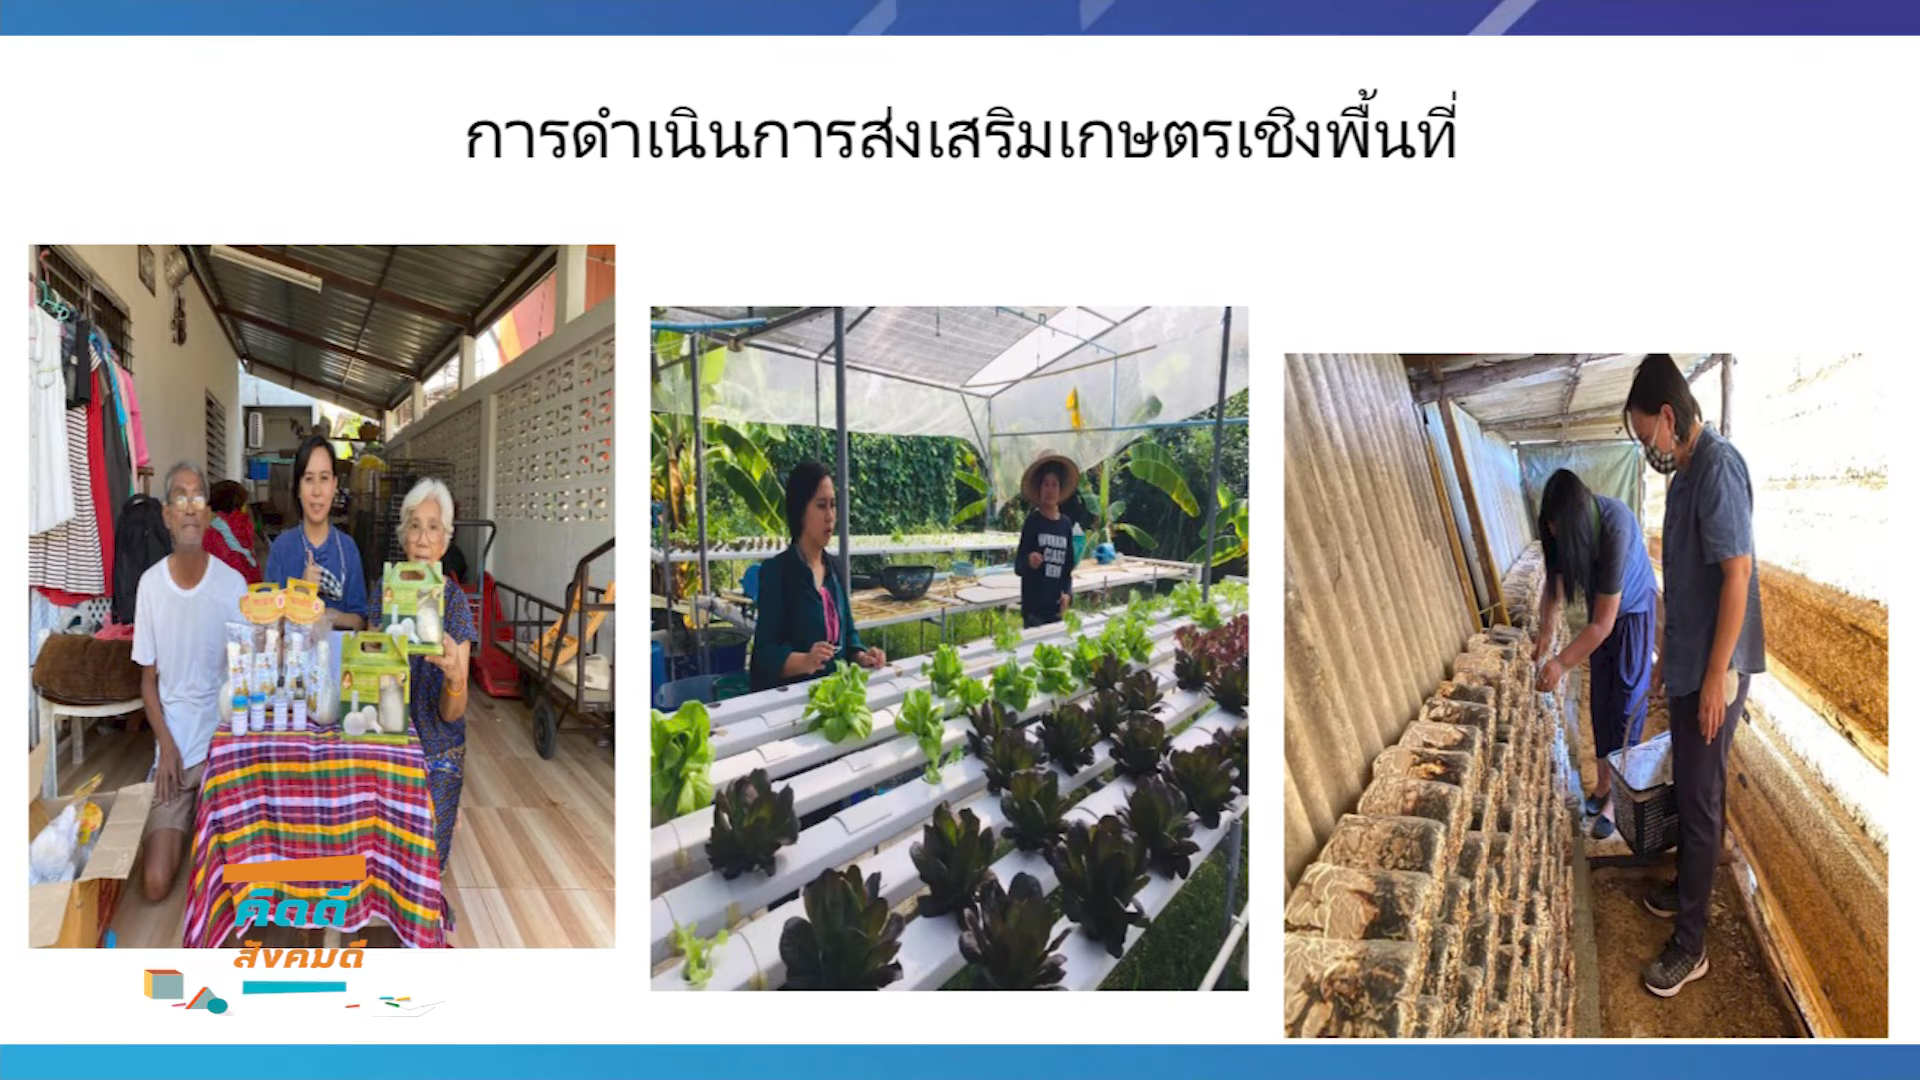 การดำเนินการส่งเสริมเกษตรเชิงพื้นที่
คิดดี
สังคมดี